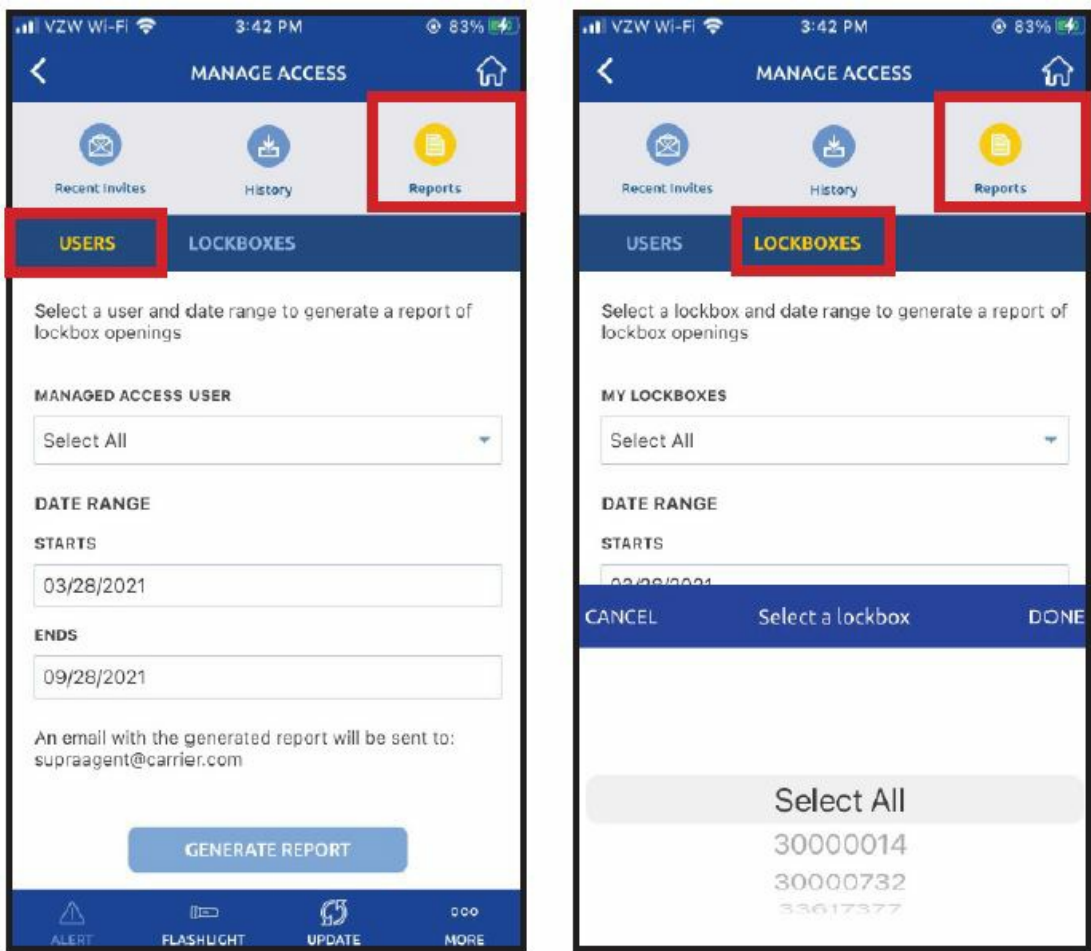 VZW Wi-Fi 3:42 PM 83%
MANAGE ACCESS
Recent Invites History Reports
USERS LOCKBOXES
Select a user and date range to generate a report of
lockbox openings
MANAGED ACCESS USER
Select All
DATE RANGE
STARTS
03/28/2021
ENDS
09/28/2021
An email with the generated report will be sent to:
supraagent@carrier.com
GENERATE REPORT
ALERT FLASHLIGHT UPDATE MORE
VZW Wi-Fi 3:42 PM 83%
MANAGE ACCESS
Recent Invites History Reports
USERS LOCKBOXES
Select a lockbox and date range to generate a report of
lockbox openings
MY LOCKBOXES
Select All
DATE RANGE
STARTS
03/28/2021
CANCEL Select a lockbox DONE
Select All
30000014
30000732
33617377